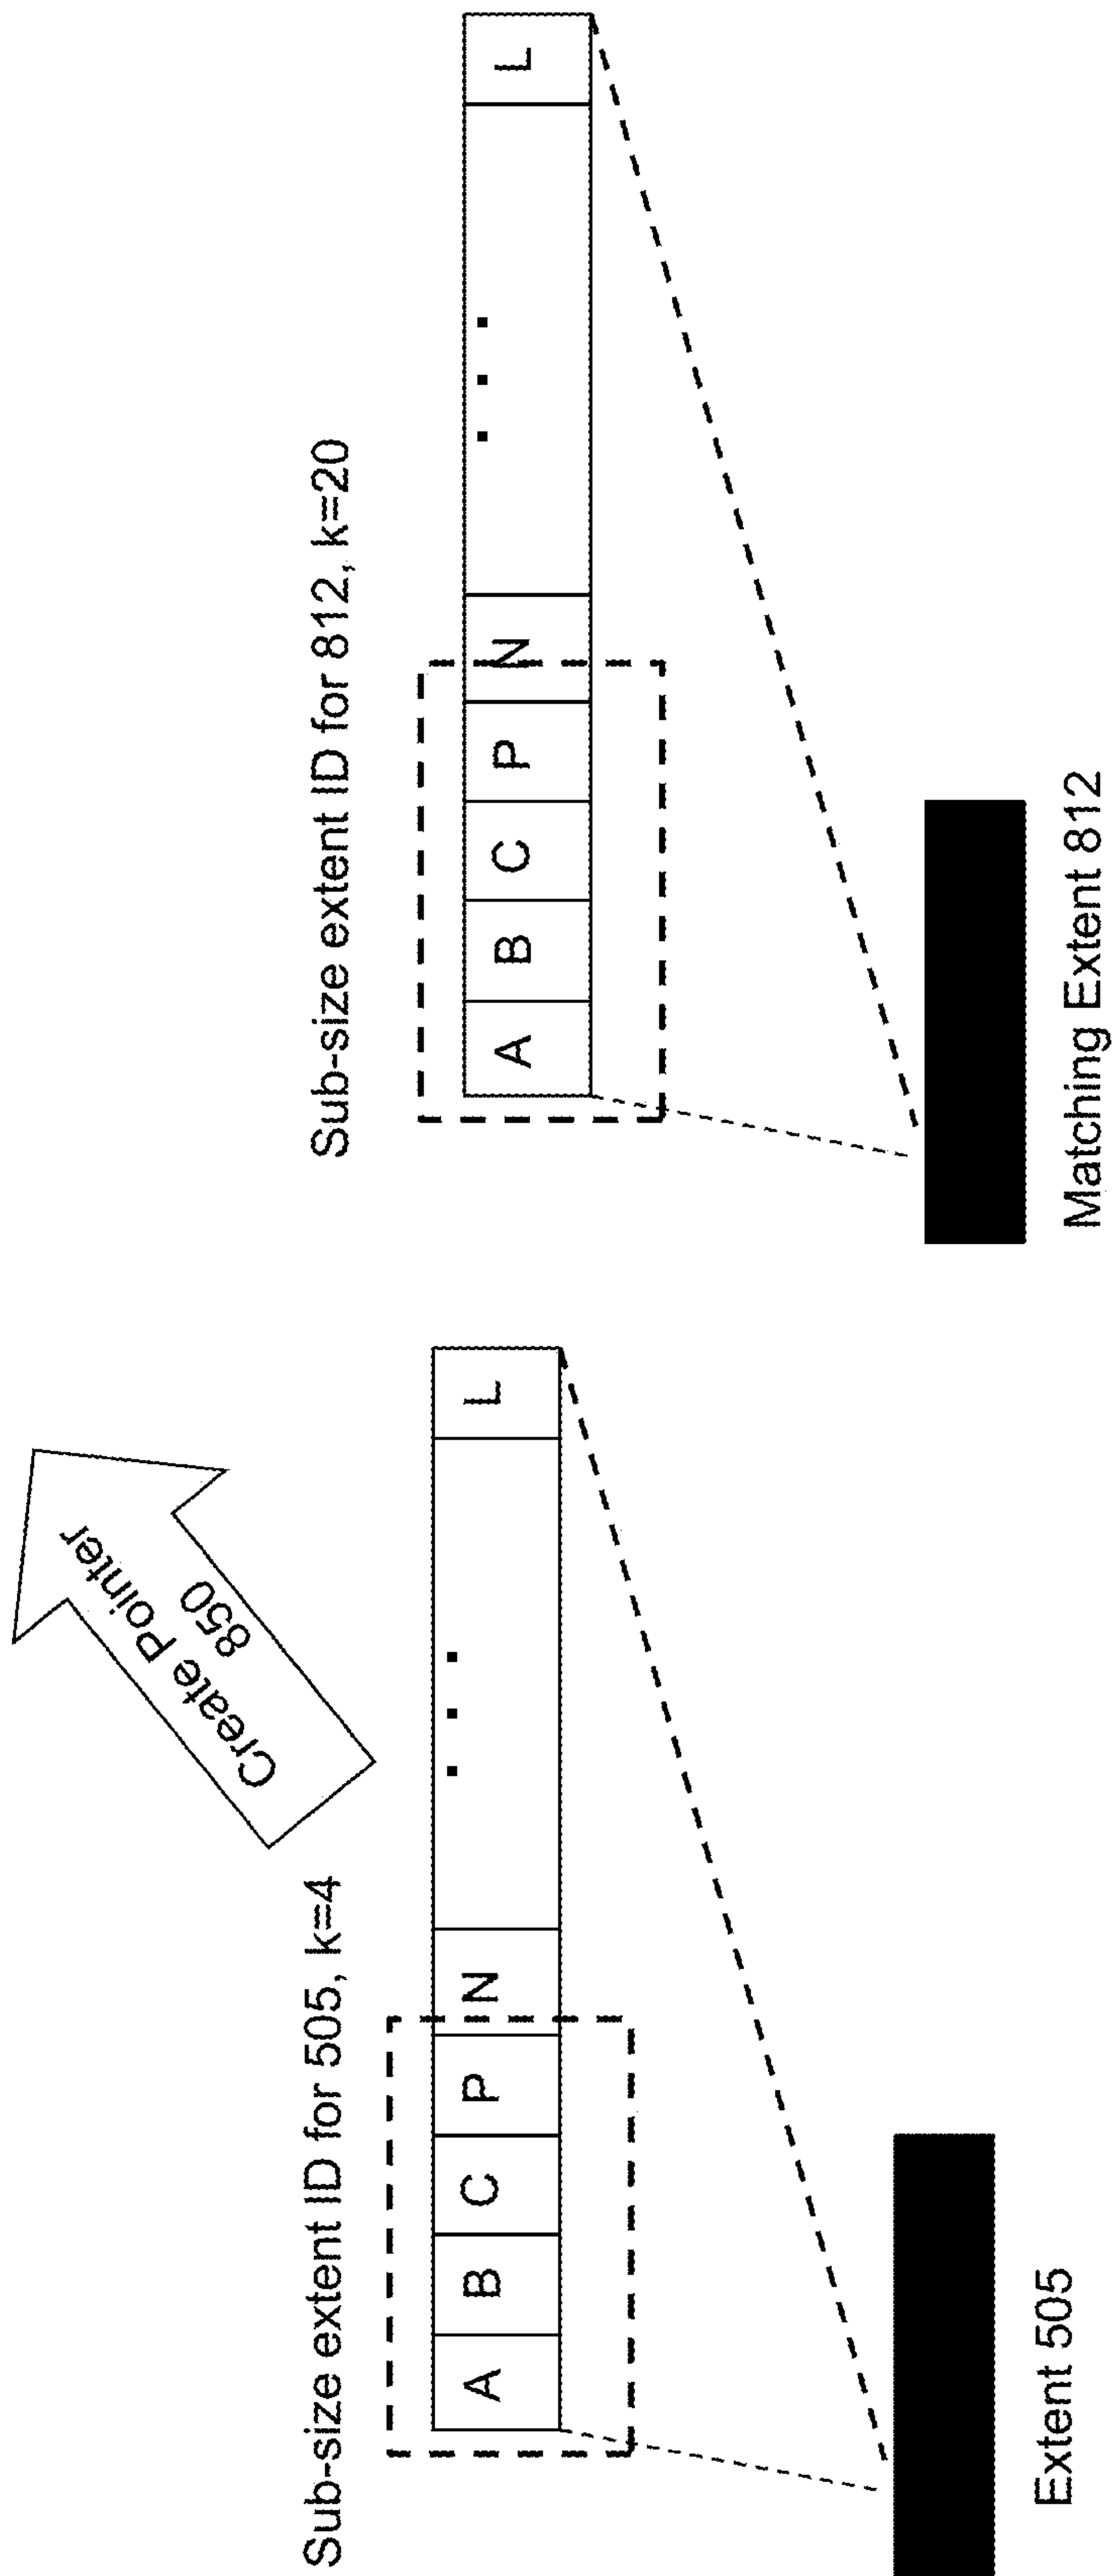 Create Pointer
850
Sub-size extent ID for 505, k=4
A B C P N . . . L
Extent 505
Sub-size extent ID for 812, k=20
A B C P N . . . L
Matching Extent 812